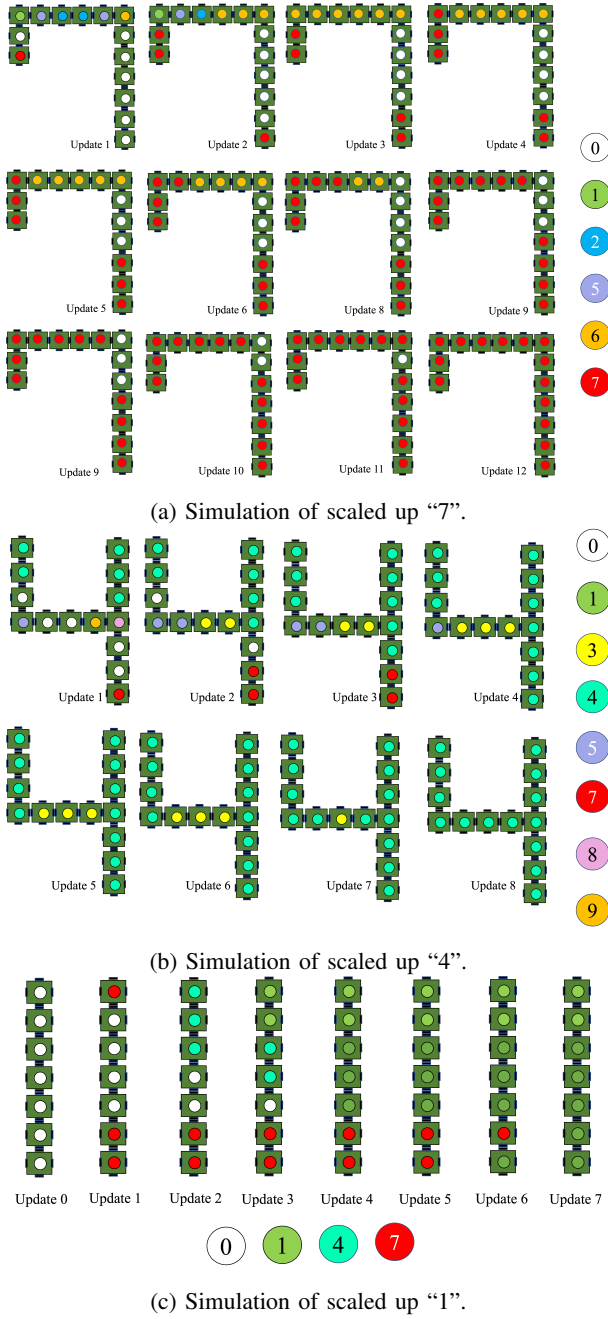 Update 1
Update 2
Update 3
Update 4
0
1
2
5
6
7
Update 5
Update 6
Update 8
Update 9
Update 9
Update 10
Update 11
Update 12
(a) Simulation of scaled up “7”.
0
1
3
4
5
7
8
9
Update 1
Update 2
Update 3
Update 4
Update 5
Update 6
Update 7
Update 8
(b) Simulation of scaled up “4”.
Update 0 Update 1 Update 2 Update 3 Update 4 Update 5 Update 6 Update 7
0 1 4 7
(c) Simulation of scaled up “1”.